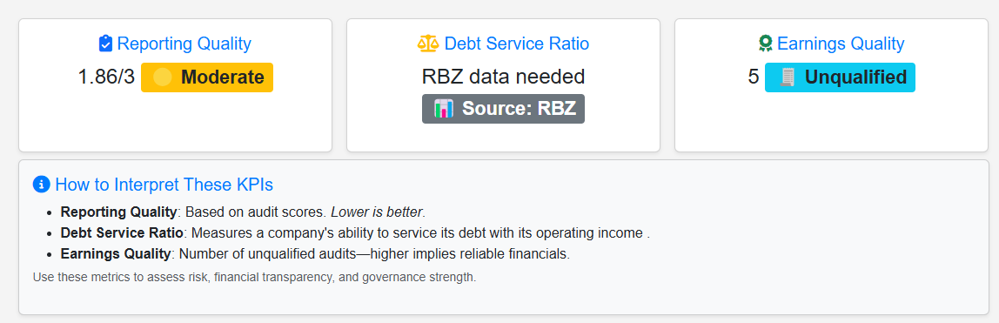 Reporting Quality
1.86/3 Moderate
Debt Service Ratio
RBZ data needed
Source: RBZ
Earnings Quality
5 Unqualified
How to Interpret These KPIs
• Reporting Quality: Based on audit scores. Lower is better.
• Debt Service Ratio: Measures a company's ability to service its debt with its operating income .
• Earnings Quality: Number of unqualified audits—higher implies reliable financials.
Use these metrics to assess risk, financial transparency, and governance strength.